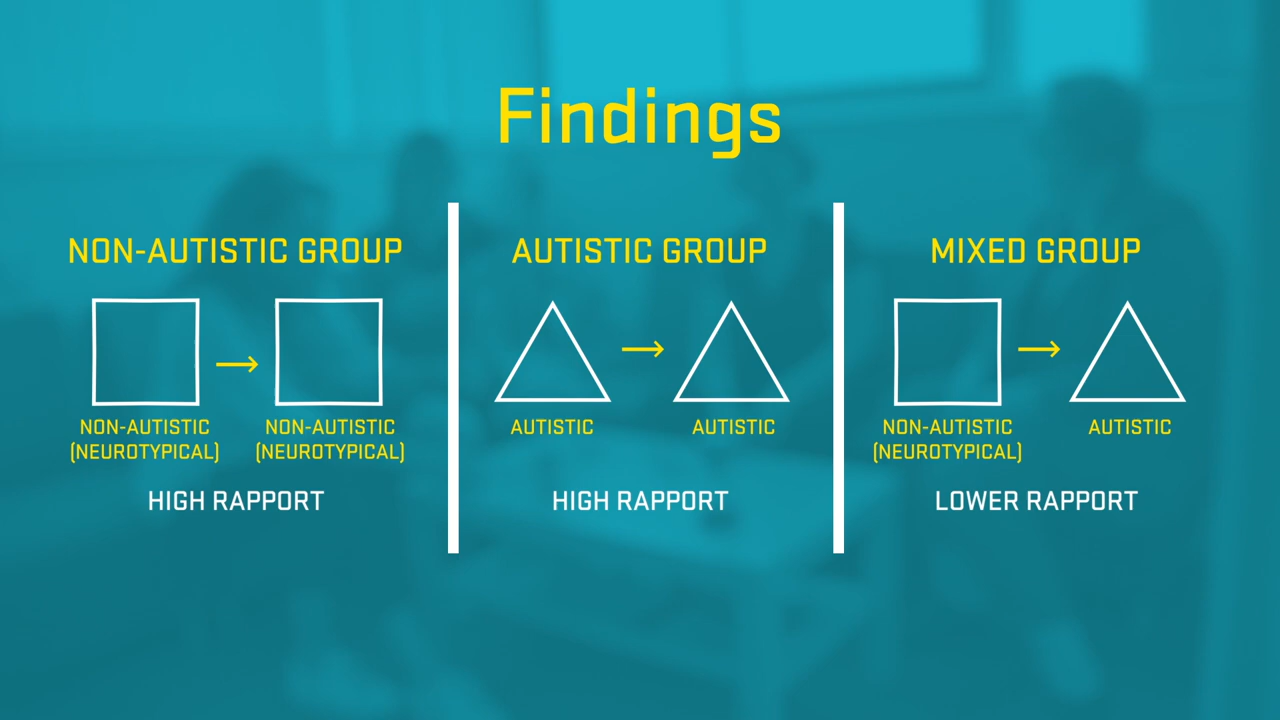 Findings
NON-AUTISTIC GROUP
NON-AUTISTIC
(NEUROTYPICAL)
NON-AUTISTIC
(NEUROTYPICAL)
HIGH RAPPORT
AUTISTIC GROUP
AUTISTIC
AUTISTIC
HIGH RAPPORT
MIXED GROUP
NON-AUTISTIC
(NEUROTYPICAL)
AUTISTIC
LOWER RAPPORT